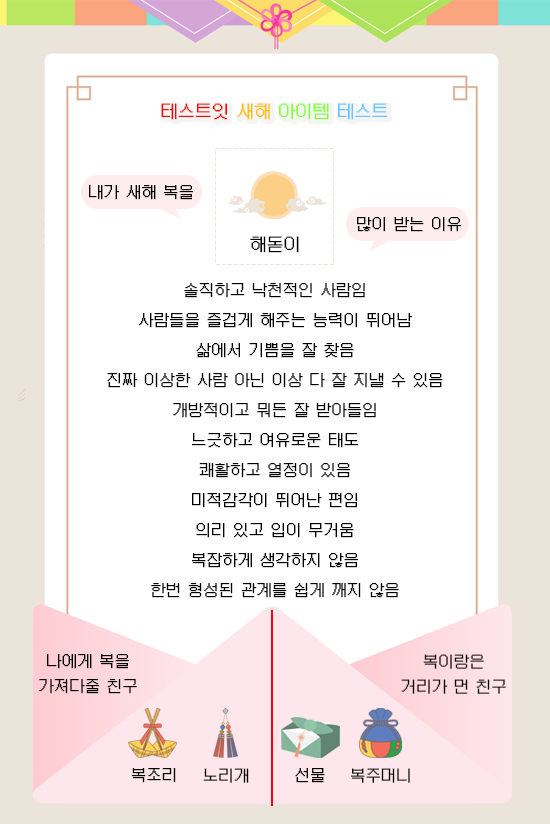 테스트잇 새해 아이템 테스트
내가 새해 복을
많이 받는 이유
해돋이
솔직하고 낙천적인 사람임
사람들을 즐겁게 해주는 능력이 뛰어남
삶에서 기쁨을 잘 찾음
진짜 이상한 사람 아닌 이상 다 잘 지낼 수 있음
개방적이고 뭐든 잘 받아들임
느긋하고 여유로운 태도
쾌활하고 열정이 있음
미적감각이 뛰어난 편임
의리 있고 입이 무거움
복잡하게 생각하지 않음
한번 형성된 관계를 쉽게 깨지 않음
나에게 복을
가져다줄 친구
복조리
노리개
복이랑은
거리가 먼 친구
선물
복주머니